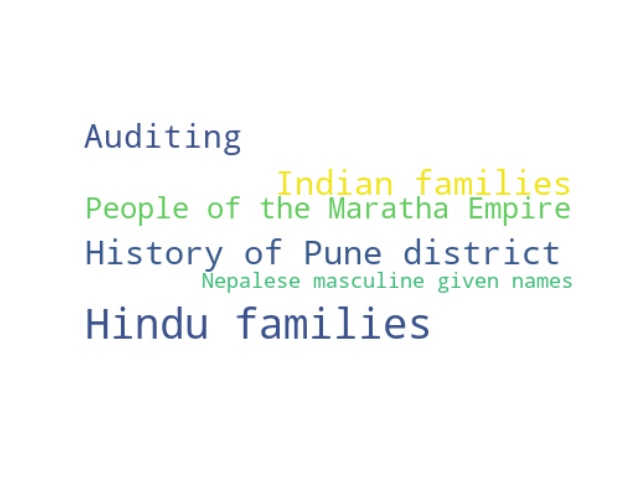 Auditing
Indian families
People of the Maratha Empire
History of Pune district
Nepalese masculine given names
Hindu families